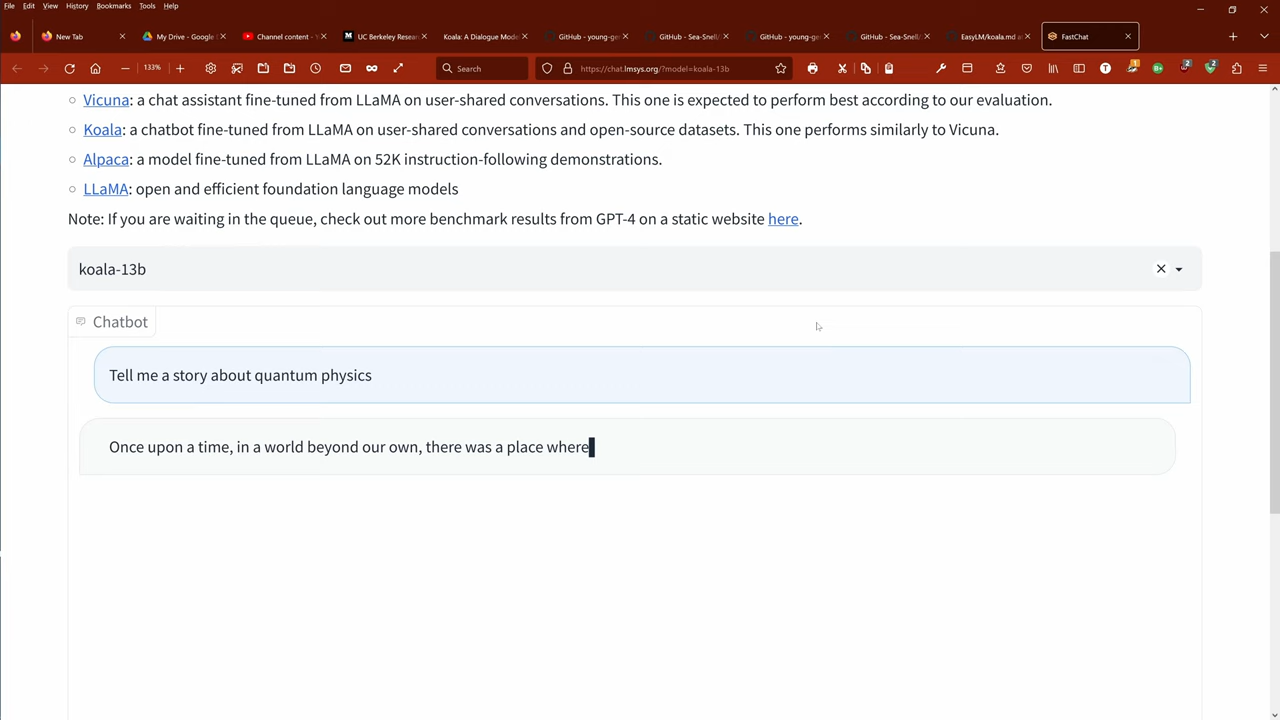 File Edit View History Bookmarks Tools Help
New Tab
My Drive - Google
Channel content - Y
M UC Berkeley Resear
Koala: A Dialogue Mode
GitHub - young-ge
GitHub - Sea-Snell/
GitHub - young-ge
GitHub - Sea-Snell/
EasyLM/koala.md a
FastChat
133%
Search
https://chat.lmsys.org/?model=koala-13b
Vicuna: a chat assistant fine-tuned from LLaMA on user-shared conversations. This one is expected to perform best according to our evaluation.
Koala: a chatbot fine-tuned from LLaMA on user-shared conversations and open-source datasets. This one performs similarly to Vicuna.
Alpaca: a model fine-tuned from LLaMA on 52K instruction-following demonstrations.
LLaMA: open and efficient foundation language models
Note: If you are waiting in the queue, check out more benchmark results from GPT-4 on a static website here.
koala-13b
Chatbot
Tell me a story about quantum physics
Once upon a time, in a world beyond our own, there was a place where